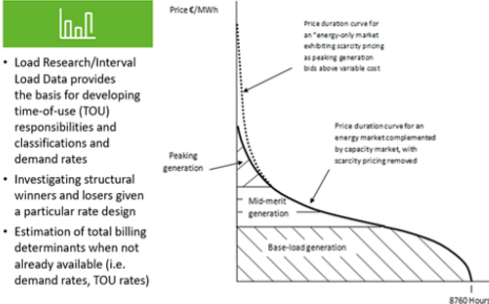 • Load Research/Interval
Load Data provides
the basis for developing
time-of-use (TOU)
responsibilities and
classifications and
demand rates
• Investigating structural
winners and losers given
a particular rate design
• Estimation of total billing
determinants when not
already available (i.e.
demand rates, TOU rates)
Price €/MWh
Price duration curve for
an "energy-only market
exhibiting scarcity pricing
as peaking generation
bids above variable cost
Price duration curve for an
energy market complemented
by capacity market, with
scarcity pricing removed
Peaking
generation
Mid-merit
generation
Base-load generation
8760 Hours